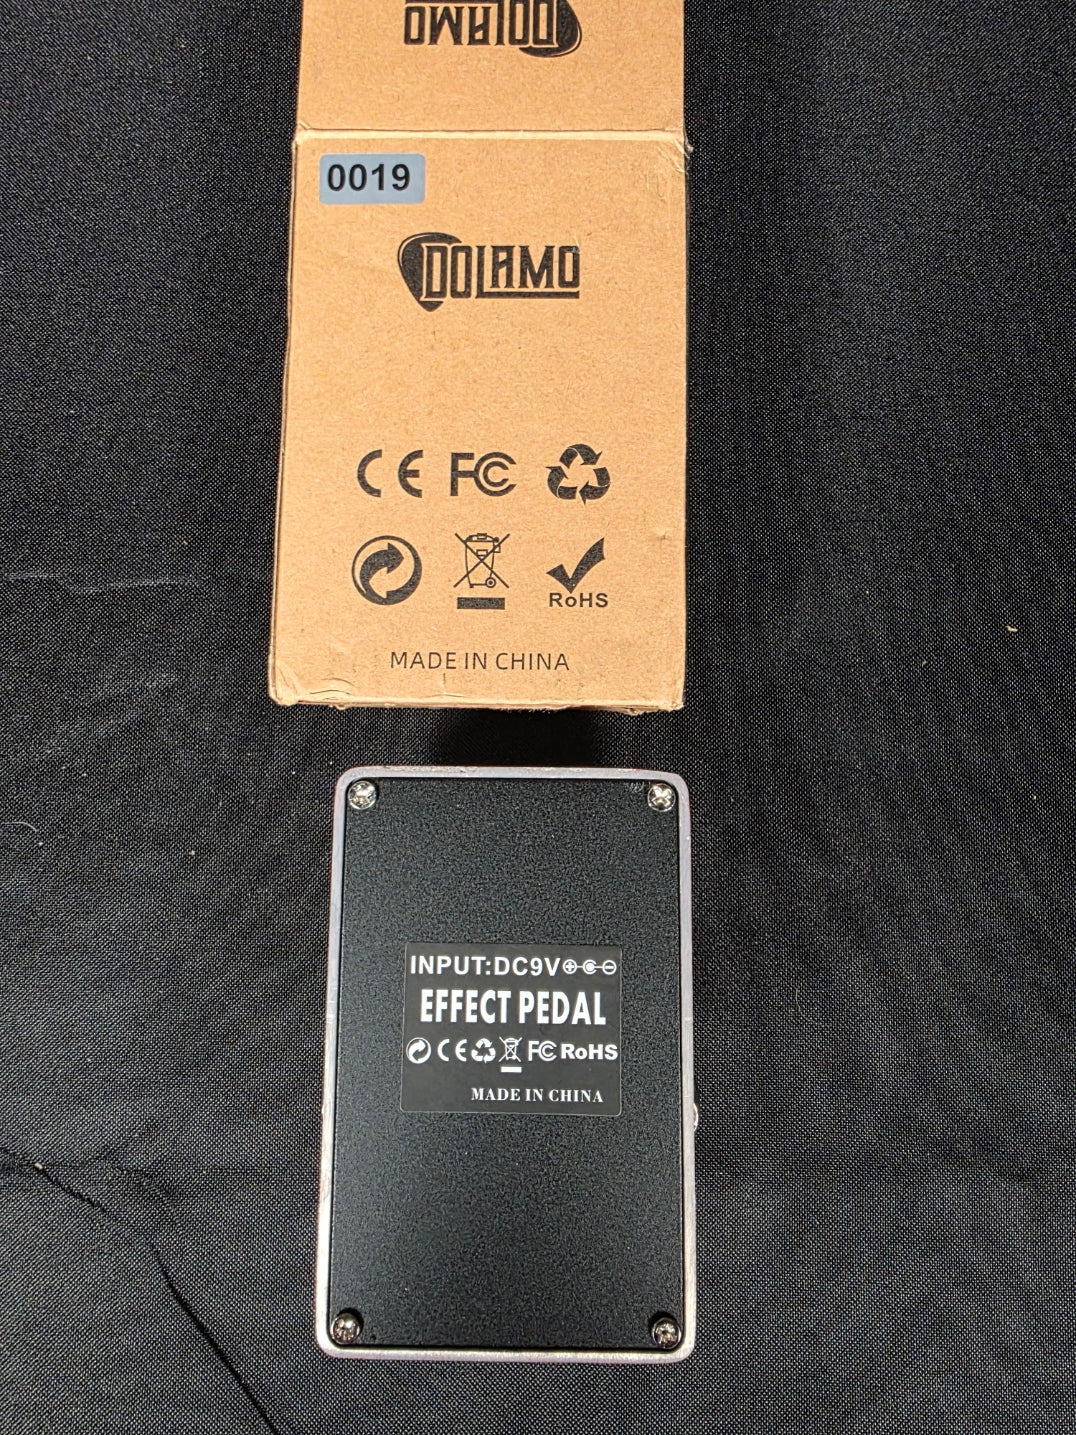 DOLAMO
0019
DOLAMO
CE FC
RoHS
MADE IN CHINA
INPUT:DC9V
EFFECT PEDAL
CE FC RoHS
MADE IN CHINA